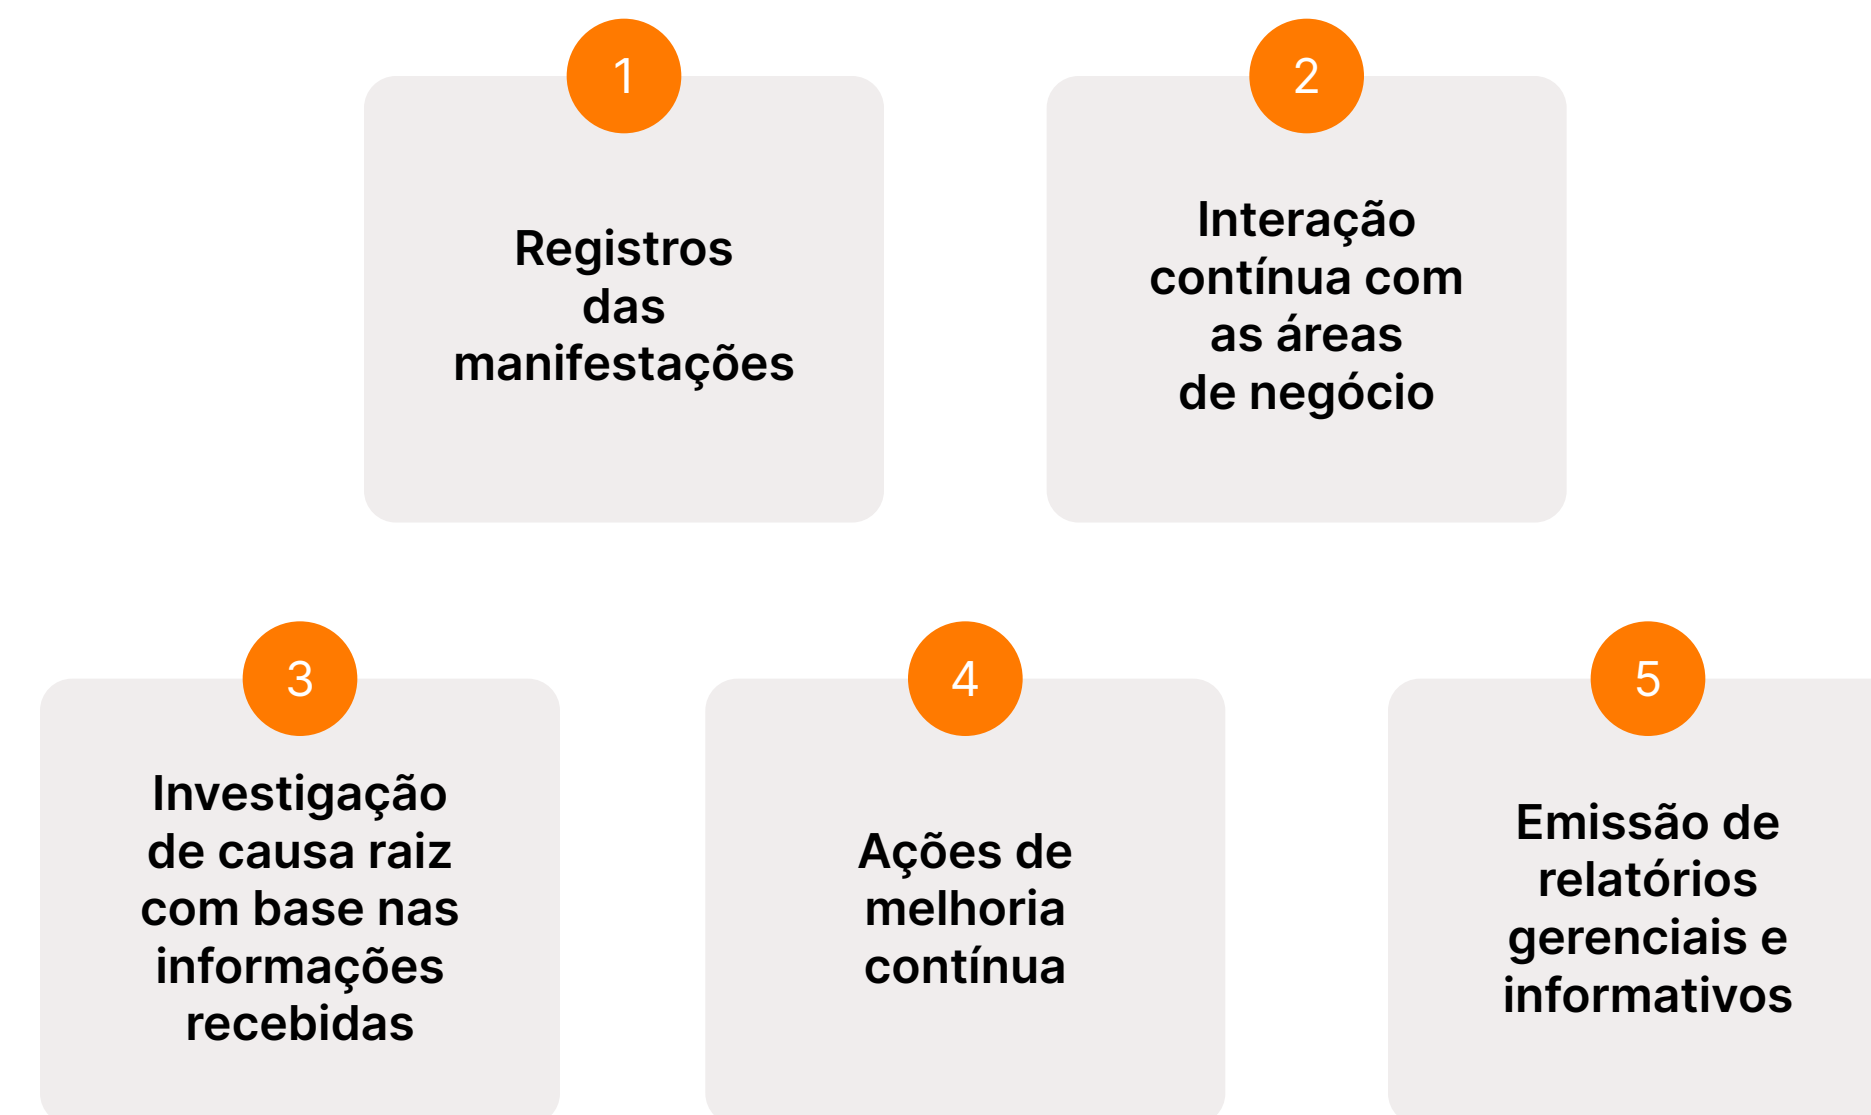 1
Registros
das
manifestações
2
Interação
contínua com
as áreas
de negócio
3
Investigação
de causa raiz
com base nas
informações
recebidas
4
Ações de
melhoria
contínua
5
Emissão de
relatórios
gerenciais e
informativos